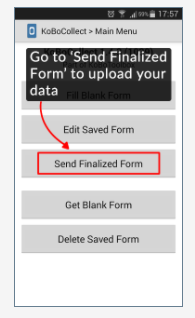 99% 17:57
KoBoCollect > Main Menu
Go to 'Send Finalized
Form' to upload your
data
Fill Blank Form
Edit Saved Form
Send Finalized Form
Get Blank Form
Delete Saved Form